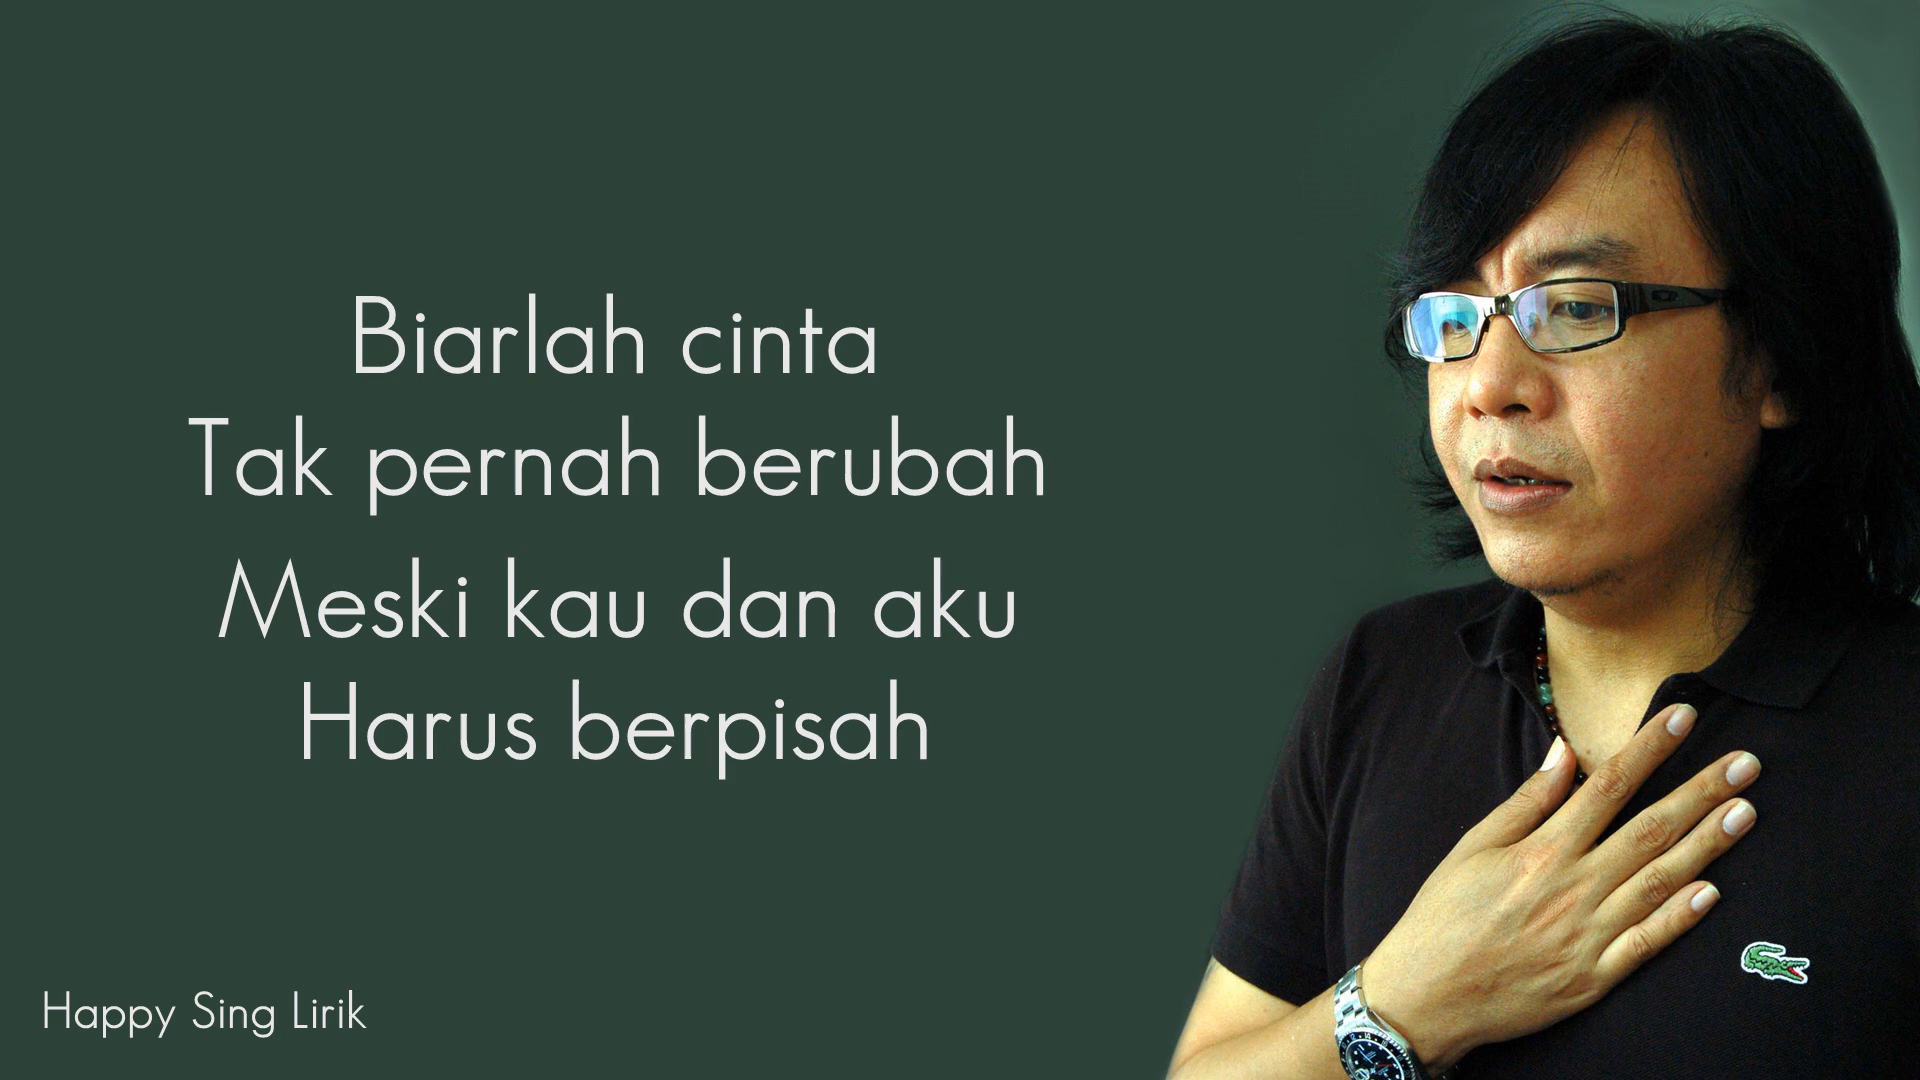 Biarlah cinta
Tak pernah berubah
Meski kau dan aku
Harus berpisah
Happy Sing Lirik